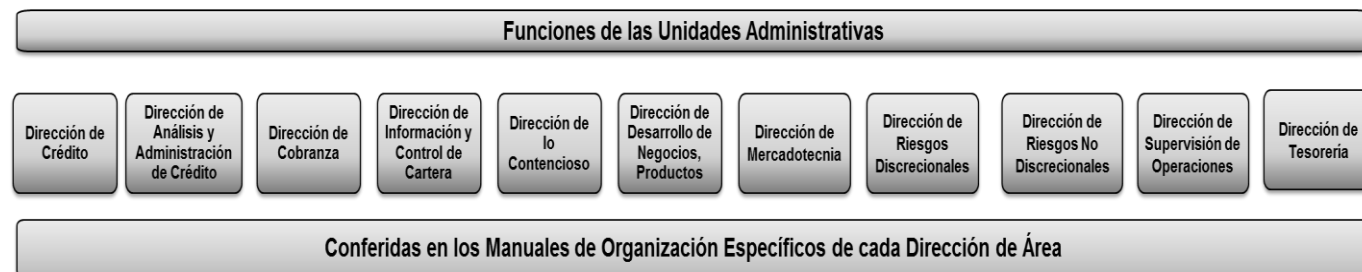 Funciones de las Unidades Administrativas
Dirección de
Crédito
Dirección de
Análisis y
Administración
de Crédito
Dirección de
Cobranza
Dirección de
Información y
Control de
Cartera
Dirección de
lo
Contencioso
Dirección de
Desarrollo de
Negocios,
Productos
Dirección de
Mercadotecnia
Dirección de
Riesgos
Discrecionales
Dirección de
Riesgos No
Discrecionales
Dirección de
Supervisión de
Operaciones
Dirección de
Tesorería
Conferidas en los Manuales de Organización Específicos de cada Dirección de Área